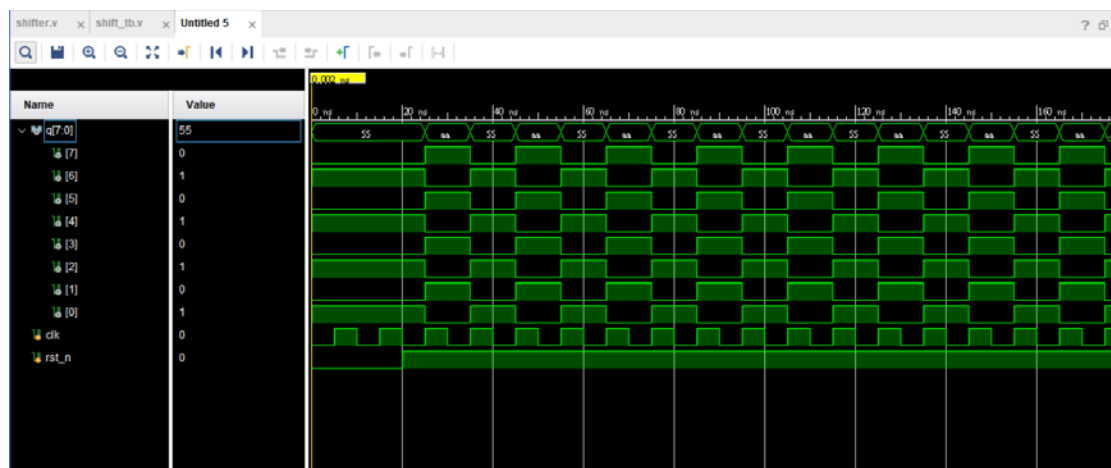 shifter.v × shift_tb.v × Untitled 5 ×
?
0.002 ns
Name Value
0 ns 20 ns 40 ns 60 ns 80 ns 100 ns 120 ns 140 ns 160 ns
q[7:0] 55 55 aa 55 aa 55 aa 55 aa 55 aa 55 aa 55 aa 55 aa
[7] 0
[6] 1
[5] 0
[4] 1
[3] 0
[2] 1
[1] 0
[0] 1
clk 0
rst_n 0